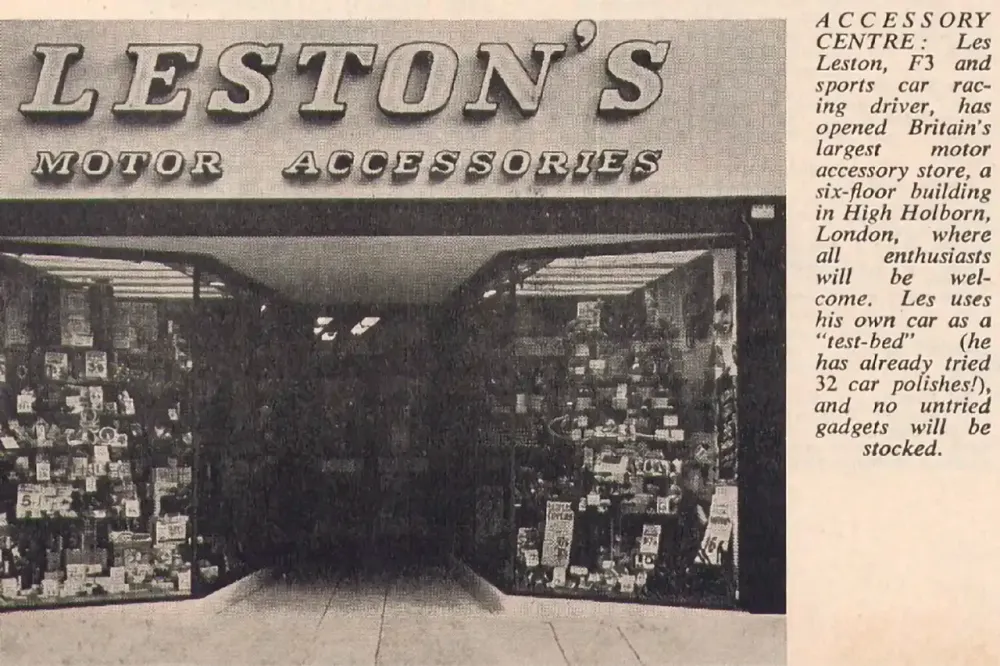 LESTON'S
MOTOR ACCESSORIES
ACCESSORY
CENTRE: Les
Leston, F3 and
sports car rac-
ing driver, has
opened Britain's
largest motor
accessory store, a
six-floor building
in High Holborn,
London, where
all enthusiasts
will be wel-
come. Les uses
his own car as a
"test-bed" (he
has already tried
32 car polishes!),
and no untried
gadgets will be
stocked.